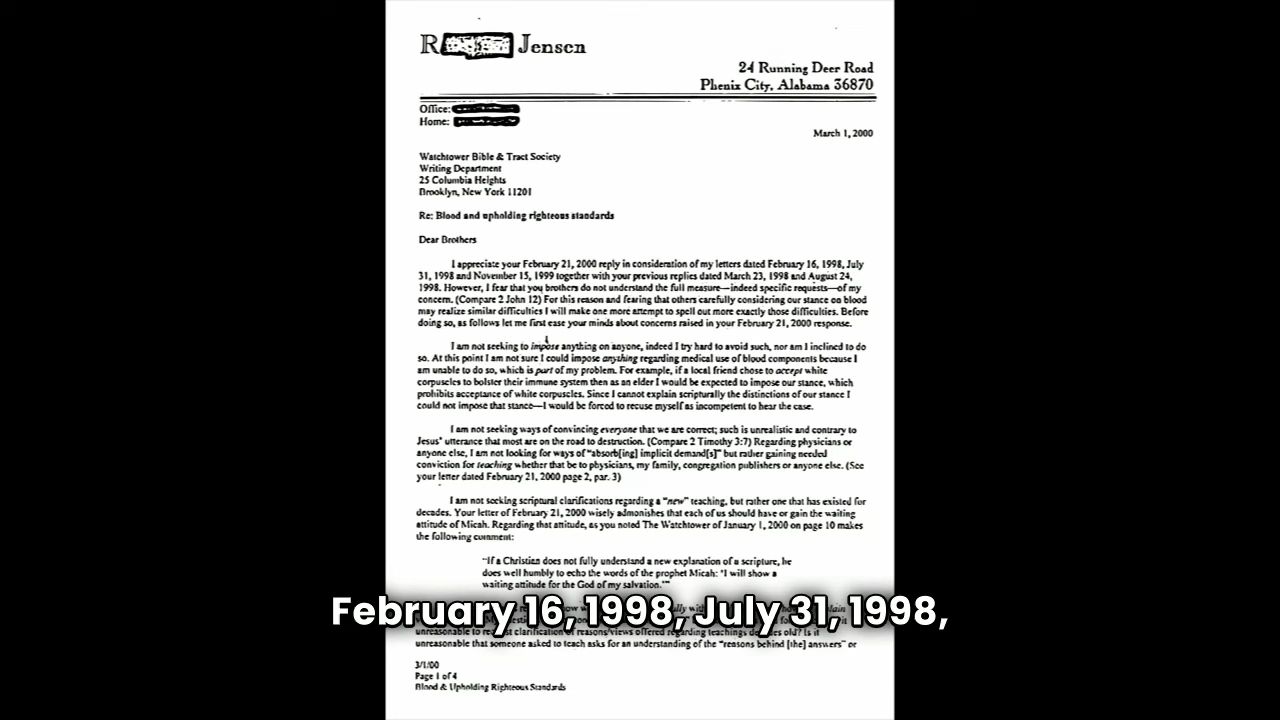 R Jensen
24 Running Deer Road
Phenix City, Alabama 36870
Office:
Home:
March 1, 2000
Watchtower Bible & Tract Society
Writing Department
25 Columbia Heights
Brooklyn, New York 11201
Re: Blood and upholding righteous standards
Dear Brothers
I appreciate your February 21, 2000 reply in consideration of my letters dated February 16, 1998, July
31, 1998 and November 15, 1999 together with your previous replies dated March 23, 1998 and August 24,
1998. However, I fear that you brothers do not understand the full measure—indeed specific requests—of my
concern. (Compare 2 John 12) For this reason and fearing that others carefully considering our stance on blood
may realize similar difficulties I will make one more attempt to spell out more exactly those difficulties. Before
doing so, as follows let me first ease your minds about concerns raised in your February 21, 2000 response.
I am not seeking to impose anything on anyone, indeed I try hard to avoid such, nor am I inclined to do
so. At this point I am not sure I could impose anything regarding medical use of blood components because I
am unable to do so, which is part of my problem. For example, if a local friend chose to accept white
corpuscles to bolster their immune system then as an elder I would be expected to impose our stance, which
prohibits acceptance of white corpuscles. Since I cannot explain scripturally the distinctions of our stance I
could not impose that stance—I would be forced to recuse myself as incompetent to hear the case.
I am not seeking ways of convincing everyone that we are correct; such is unrealistic and contrary to
Jesus' utterance that most are on the road to destruction. (Compare 2 Timothy 3:7) Regarding physicians or
anyone else, I am not looking for ways of "absorb[ing] implicit demand[s]" but rather gaining needed
conviction for teaching whether that be to physicians, my family, congregation publishers or anyone else. (See
your letter dated February 21, 2000 page 2, par. 3)
I am not seeking scriptural clarifications regarding a "new" teaching, but rather one that has existed for
decades. Your letter of February 21, 2000 wisely admonishes that each of us should have or gain the waiting
attitude of Micah. Regarding that attitude, as you noted The Watchtower of January 1, 2000 on page 10 makes
the following comment:
"If a Christian does not fully understand a new explanation of a scripture, he
does well humbly to echo the words of the prophet Micah: 'I will show a
waiting attitude for the God of my salvation.'"
February 16, 1998, July 31, 1998,
unreasonable to clarification of reasons/views offered regarding teachings old? Is it
unreasonable that someone asked to teach asks for an understanding of the "reasons behind [the] answers" or
3/1/00
Page 1 of 4
Blood & Upholding Righteous Standards